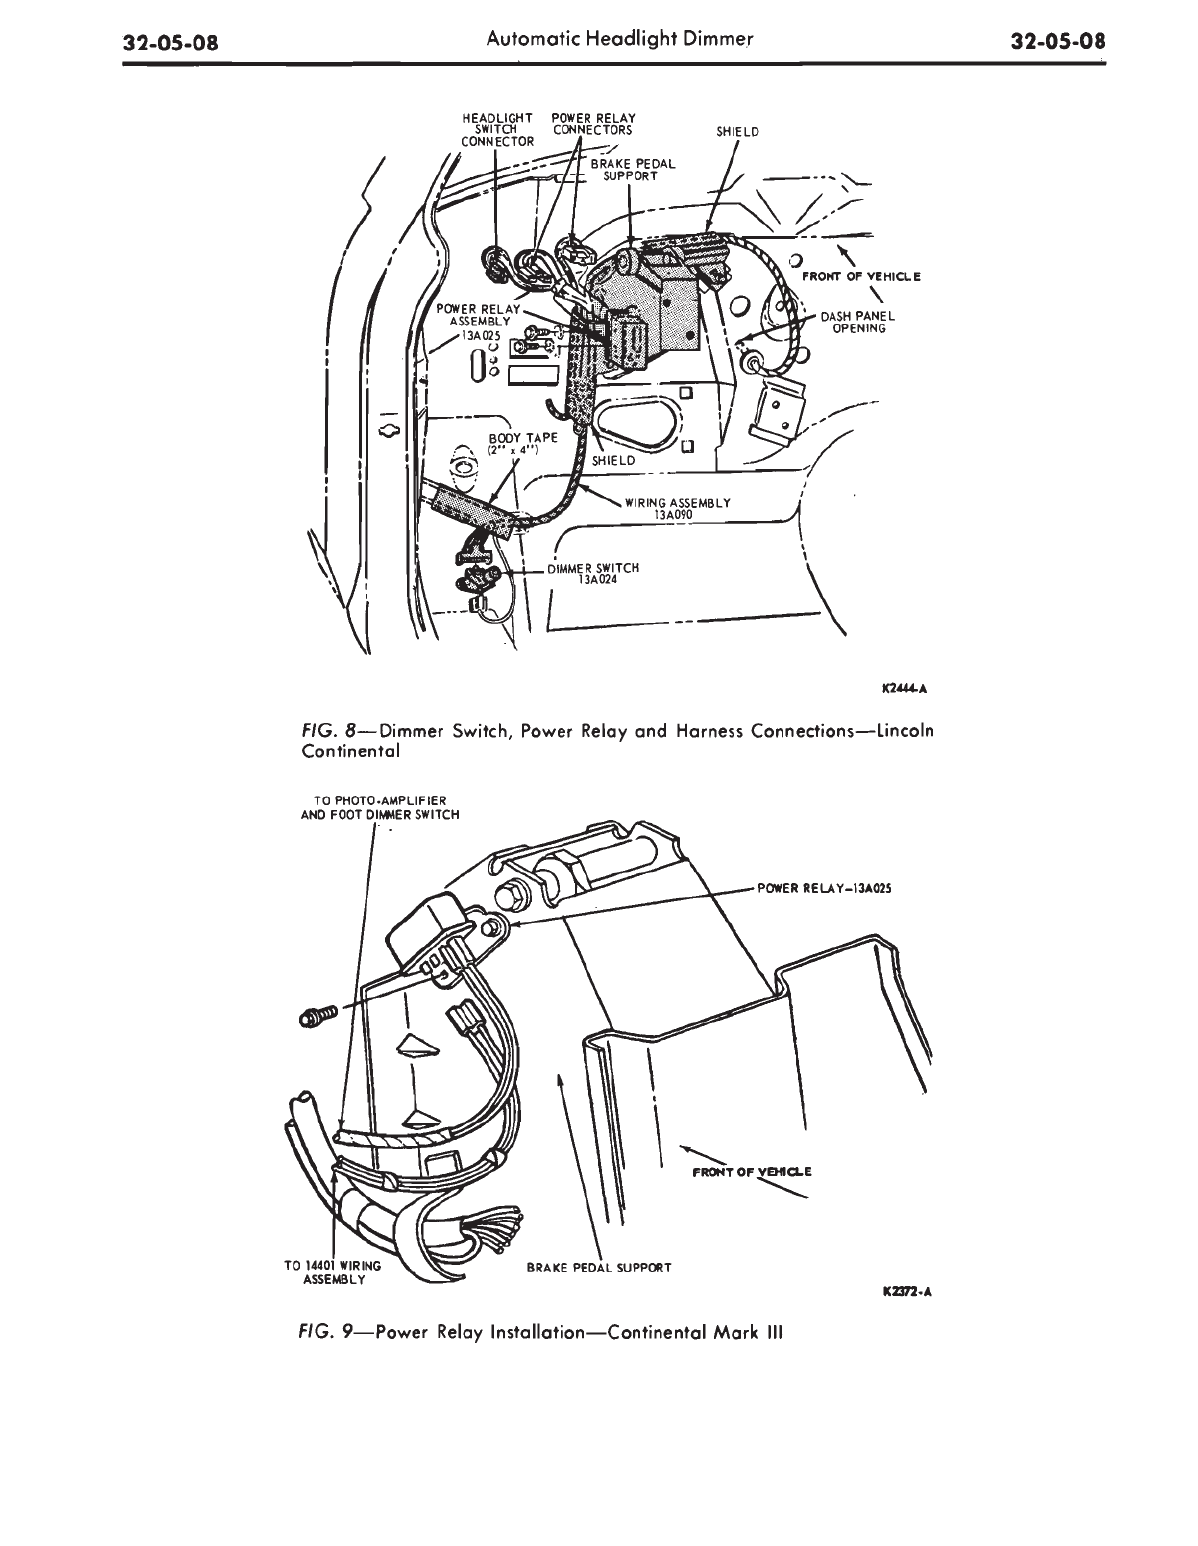 32-05-08 Automatic Headlight Dimmer 32-05-08
HEADLIGHT
SWITCH
CONNECTOR
POWER RELAY
CONNECTORS
SHIELD
BRAKE PEDAL
SUPPORT
FRONT OF VEHICLE
POWER RELAY
ASSEMBLY
13A025
DASH PANEL
OPENING
BODY TAPE
(2" x 4")
SHIELD
WIRING ASSEMBLY
13A090
DIMMER SWITCH
13A024
K2444-A
FIG. 8—Dimmer Switch, Power Relay and Harness Connections—Lincoln
Continental
TO PHOTO-AMPLIFIER
AND FOOT DIMMER SWITCH
POWER RELAY-13A025
FRONT OF VEHICLE
TO 14401 WIRING
ASSEMBLY
BRAKE PEDAL SUPPORT
K2372-A
FIG. 9—Power Relay Installation—Continental Mark III